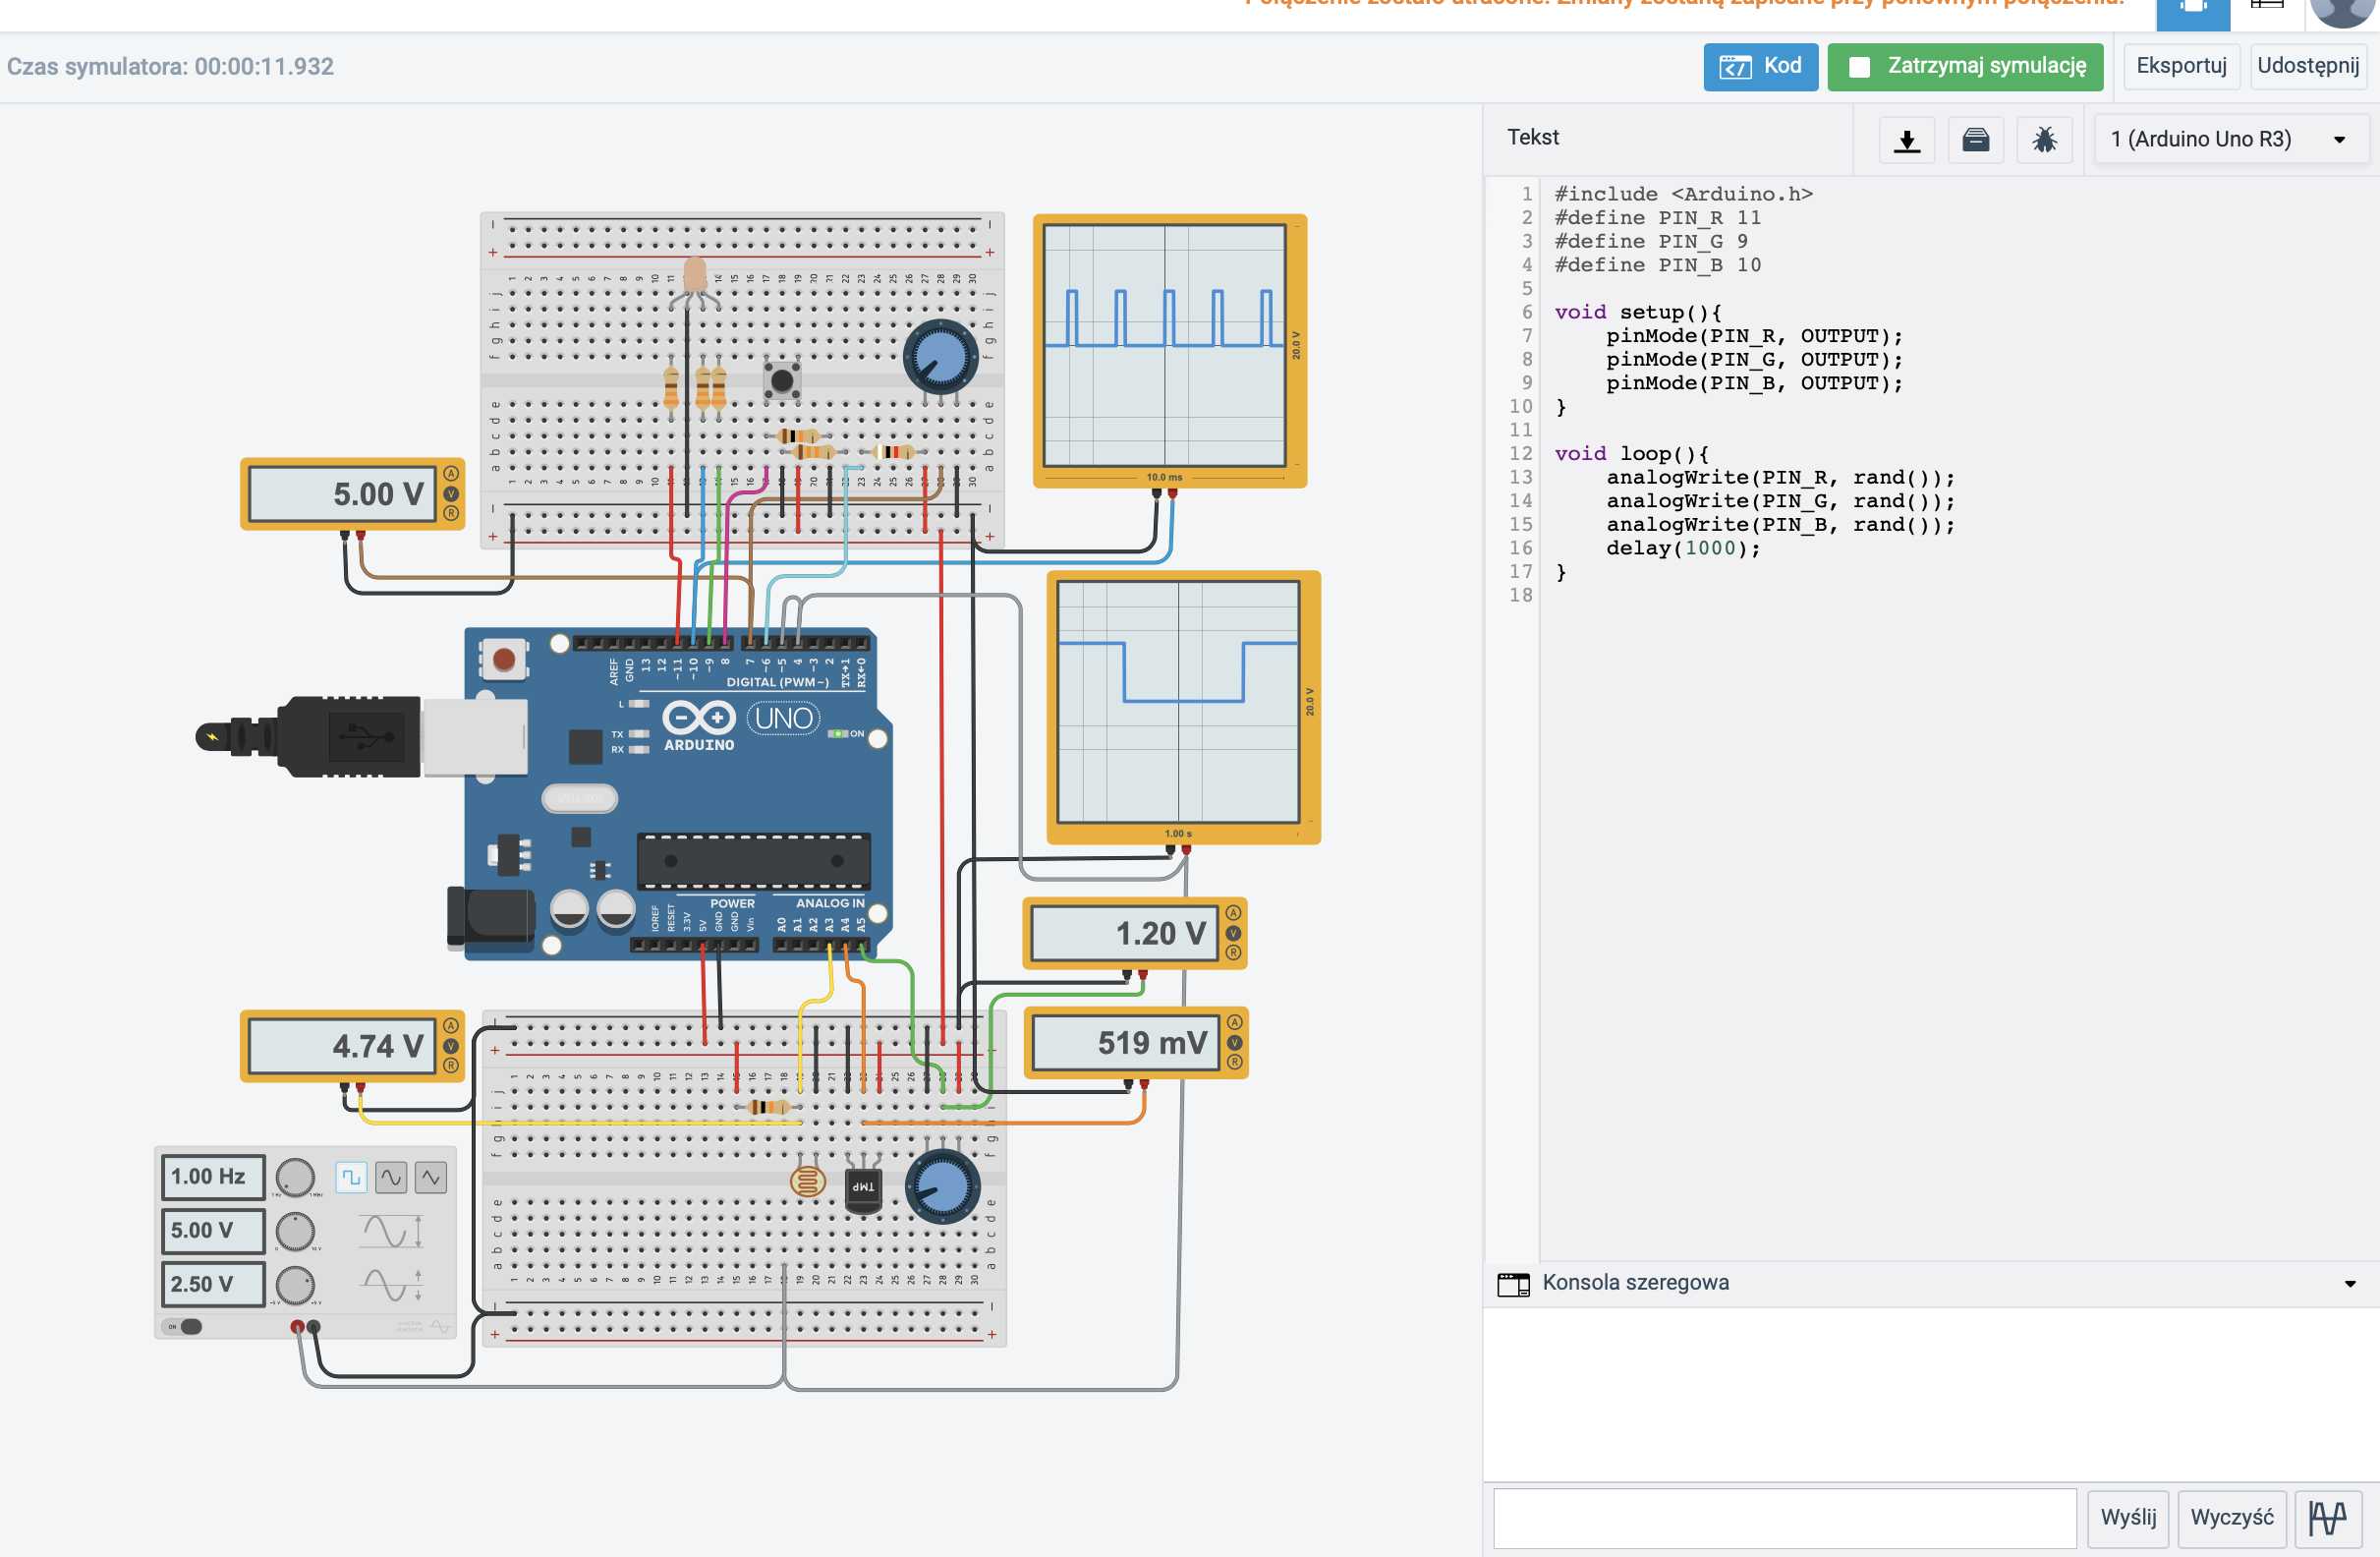 Połączenie zostało utracone. Zmiany zostaną zapisane przy ponownym połączeniu.
Czas symulatora: 00:00:11.932
Kod
Zatrzymaj symulację
Eksportuj
Udostępnij
Tekst
1 (Arduino Uno R3)
1 #include <Arduino.h>
2 #define PIN_R 11
3 #define PIN_G 9
4 #define PIN_B 10
5
6 void setup(){
7 pinMode(PIN_R, OUTPUT);
8 pinMode(PIN_G, OUTPUT);
9 pinMode(PIN_B, OUTPUT);
10 }
11
12 void loop(){
13 analogWrite(PIN_R, rand());
14 analogWrite(PIN_G, rand());
15 analogWrite(PIN_B, rand());
16 delay(1000);
17 }
18
Konsola szeregowa
Wyślij
Wyczyść
5.00 V
A
V
R
20.0 V
10.0 ms
20.0 V
1.00 s
AREF
GND
13
12
~11
~10
~9
8
7
~6
~5
4
~3
2
TX→1
RX←0
DIGITAL (PWM~)
L
TX
RX
ARDUINO
UNO
ON
POWER
ANALOG IN
IOREF
RESET
3.3V
5V
GND
GND
Vin
A0
A1
A2
A3
A4
A5
1.20 V
A
V
R
519 mV
A
V
R
4.74 V
A
V
R
TMP
1.00 Hz
5.00 V
2.50 V
ON